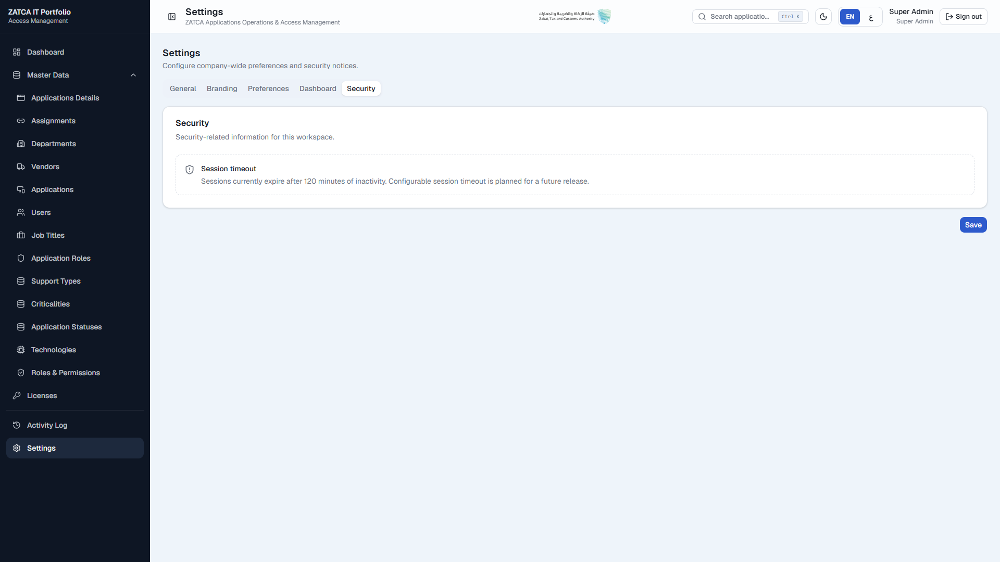 ZATCA IT Portfolio
Access Management
Dashboard
Master Data
Applications Details
Assignments
Departments
Vendors
Applications
Users
Job Titles
Application Roles
Support Types
Criticalities
Application Statuses
Technologies
Roles & Permissions
Licenses
Activity Log
Settings
Settings
ZATCA Applications Operations & Access Management
هيئة الزكاة والضريبة والجمارك
Zakat, Tax and Customs Authority
Search applicatio...
Ctrl K
EN
ع
Super Admin
Super Admin
Sign out
Settings
Configure company-wide preferences and security notices.
General Branding Preferences Dashboard Security
Security
Security-related information for this workspace.
Session timeout
Sessions currently expire after 120 minutes of inactivity. Configurable session timeout is planned for a future release.
Save